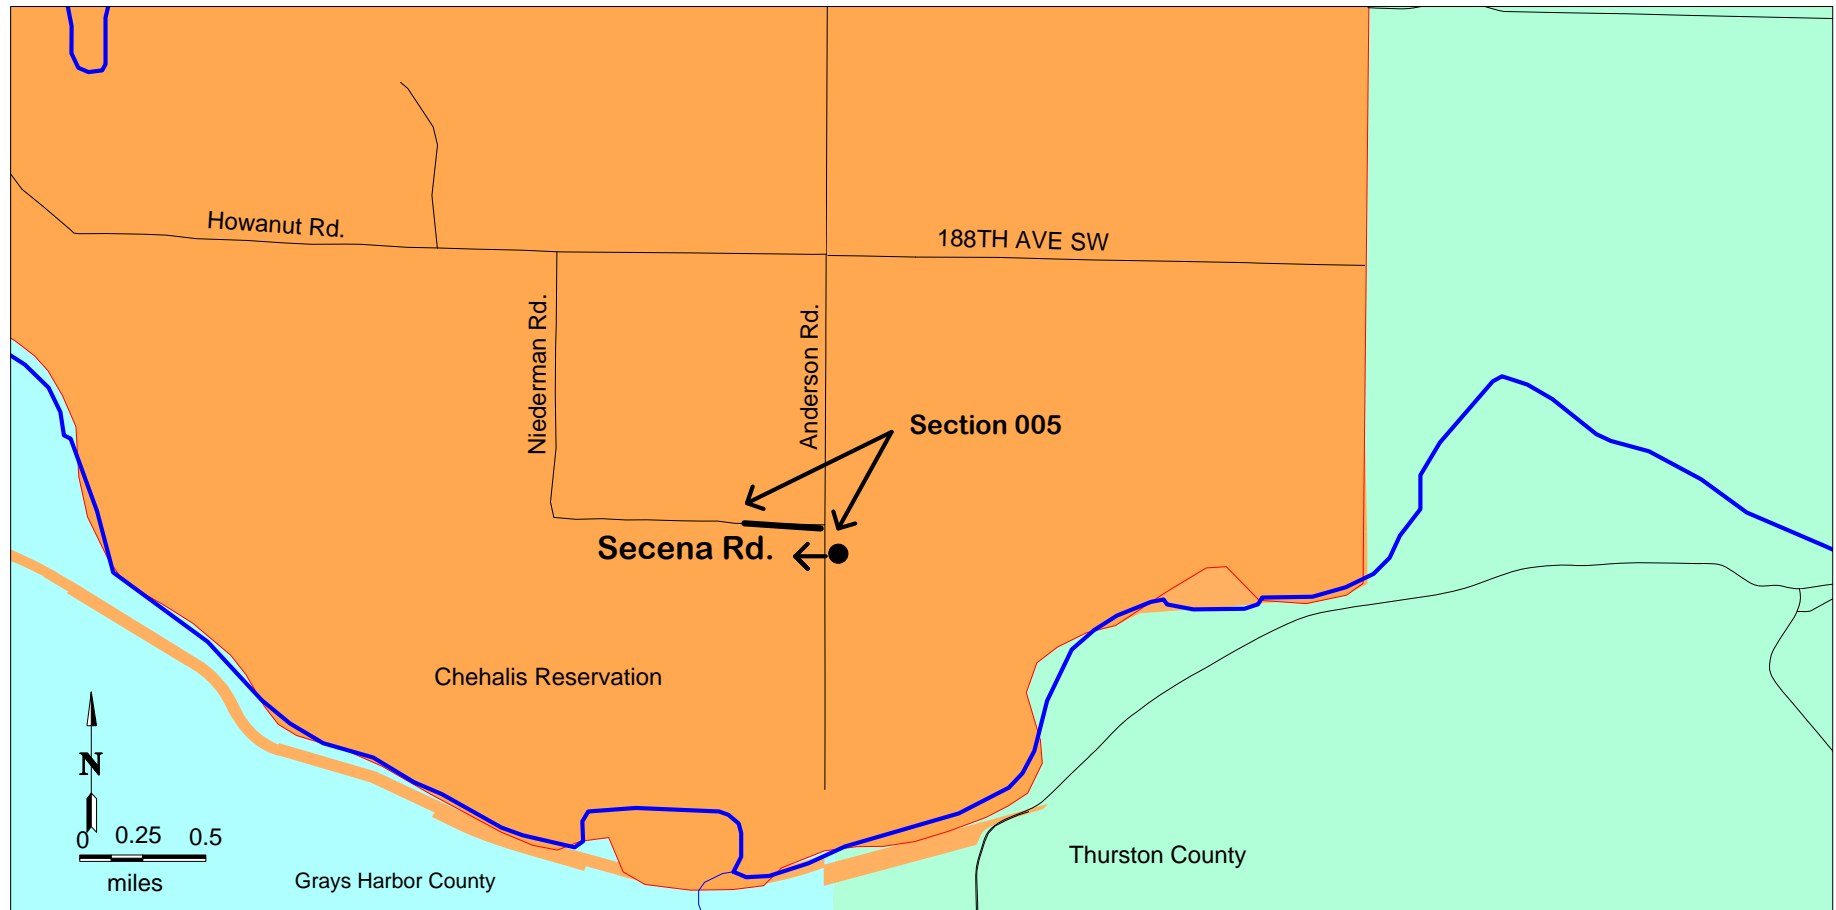 Howanut Rd.
188TH AVE SW
Niederman Rd.
Anderson Rd.
Section 005
Secena Rd.
Chehalis Reservation
N
0 0.25 0.5
miles
Grays Harbor County
Thurston County